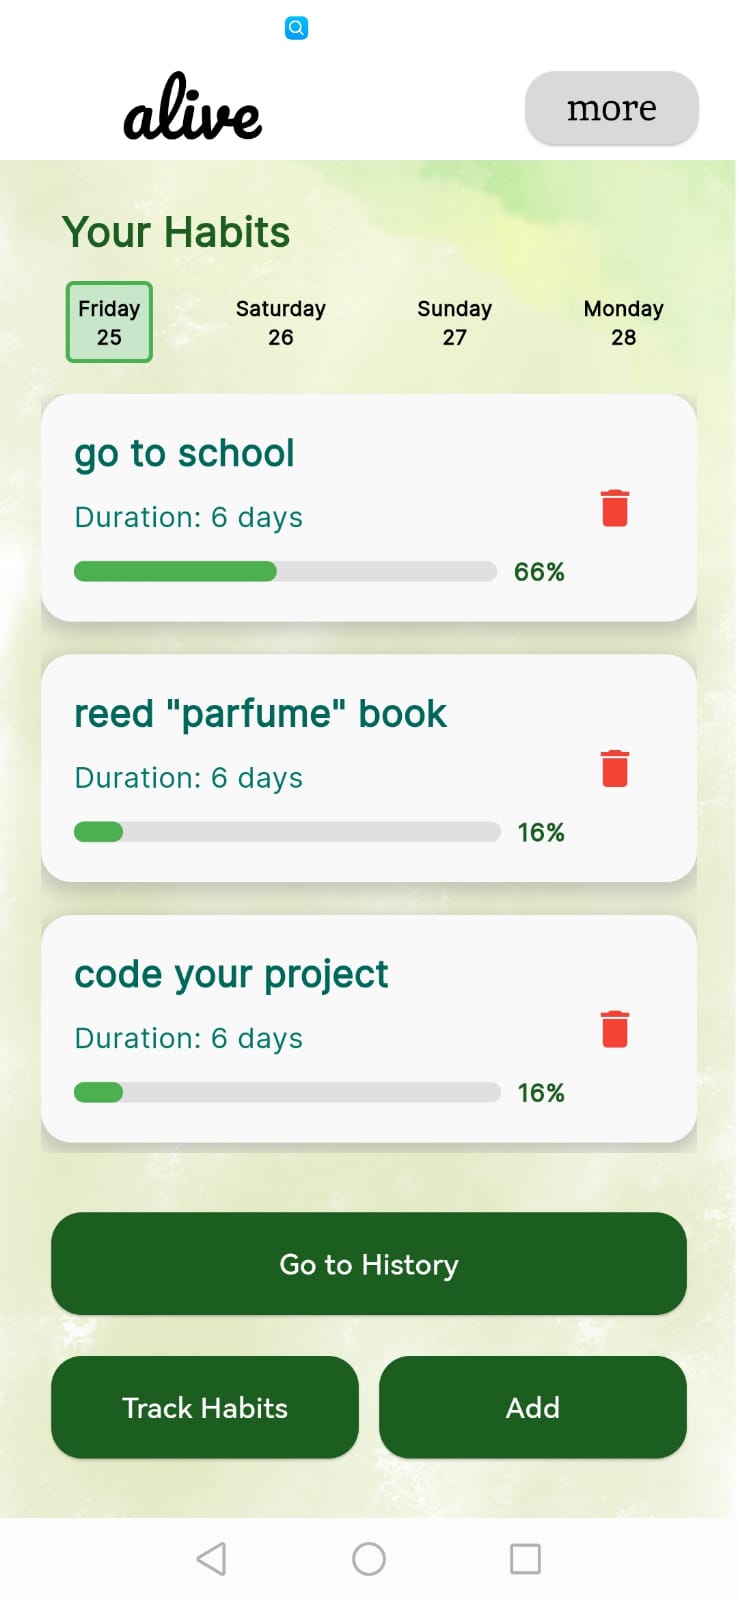 alive
more
Your Habits
Friday Saturday Sunday Monday
25 26 27 28
go to school
Duration: 6 days
66%
reed "parfume" book
Duration: 6 days
16%
code your project
Duration: 6 days
16%
Go to History
Track Habits Add